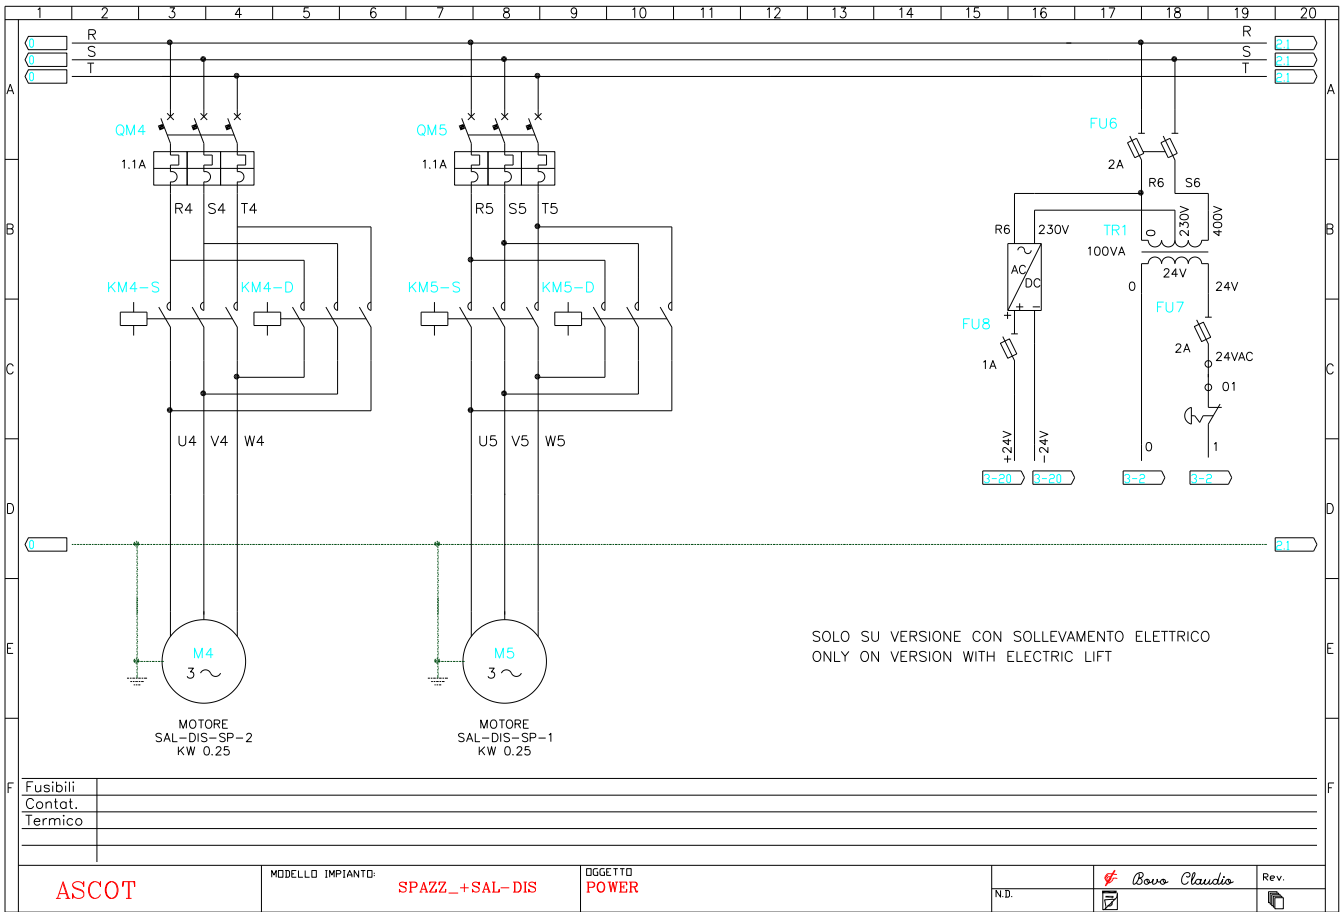 1 2 3 4 5 6 7 8 9 10 11 12 13 14 15 16 17 18 19 20
0 R R 2.1
0 S S 2.1
0 T T 2.1
A A
QM4 QM5 FU6
1.1A 1.1A 2A
R6 S6
R4 S4 T4 R5 S5 T5
B B
R6 230V TR1 0 230V 400V
100VA
AC DC
24V
KM4-S KM4-D KM5-S KM5-D 0 24V
+ -
+
FU7
FU8
2A 24VAC
1A
C C
01
U4 V4 W4 U5 V5 W5 +24V -24V 0 1
3-20 3-20 3-2 3-2
D D
0 2.1
E E
SOLO SU VERSIONE CON SOLLEVAMENTO ELETTRICO
ONLY ON VERSION WITH ELECTRIC LIFT
M4 M5
3 ~ 3 ~
MOTORE MOTORE
SAL-DIS-SP-2 SAL-DIS-SP-1
KW 0.25 KW 0.25
F F
Fusibili
Contat.
Termico
ASCOT
MODELLO IMPIANTO:
SPAZZ_+SAL-DIS
OGGETTO
POWER
N.D.
Bovo Claudio
Rev.